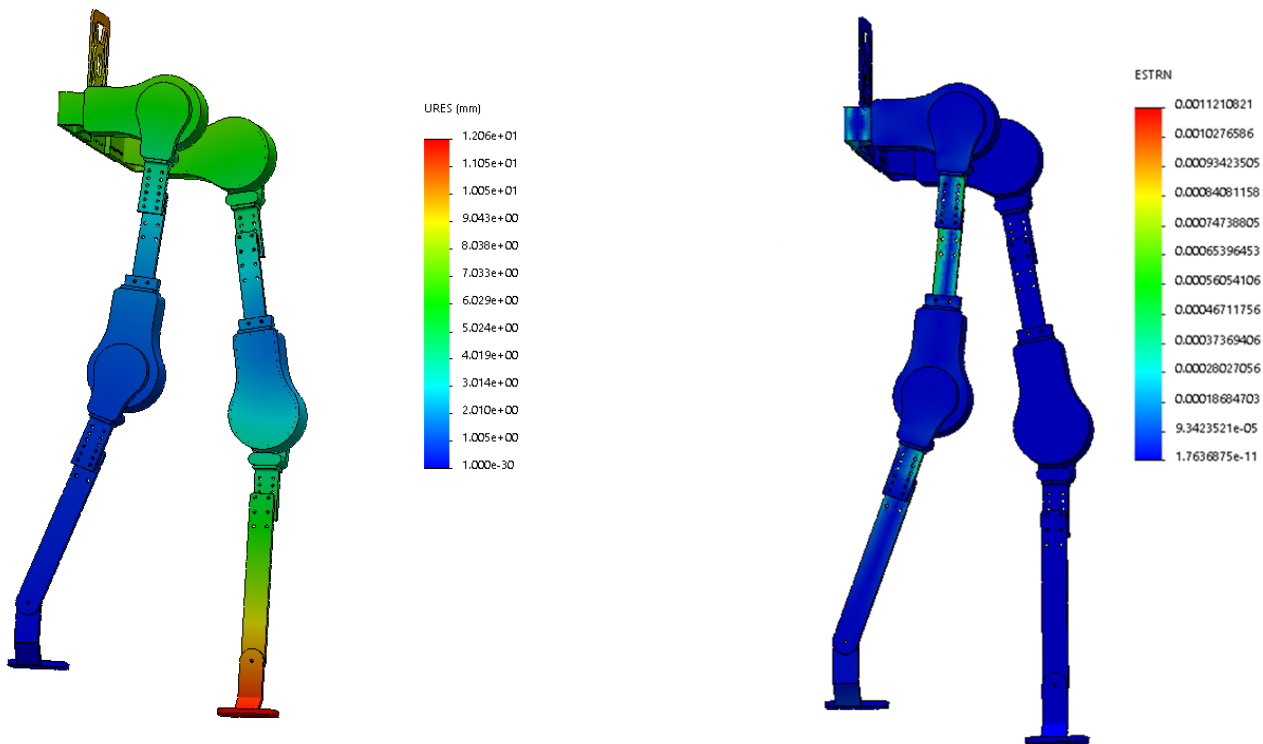 URES (mm)
1.206e+01
1.105e+01
1.005e+01
9.043e+00
8.038e+00
7.033e+00
6.029e+00
5.024e+00
4.019e+00
3.014e+00
2.010e+00
1.005e+00
1.000e-30
ESTRN
0.0011210821
0.0010276586
0.00093423505
0.00084081158
0.00074738805
0.00065396453
0.00056054106
0.00046711756
0.00037369406
0.00028027056
0.00018684703
9.3423521e-05
1.7636875e-11